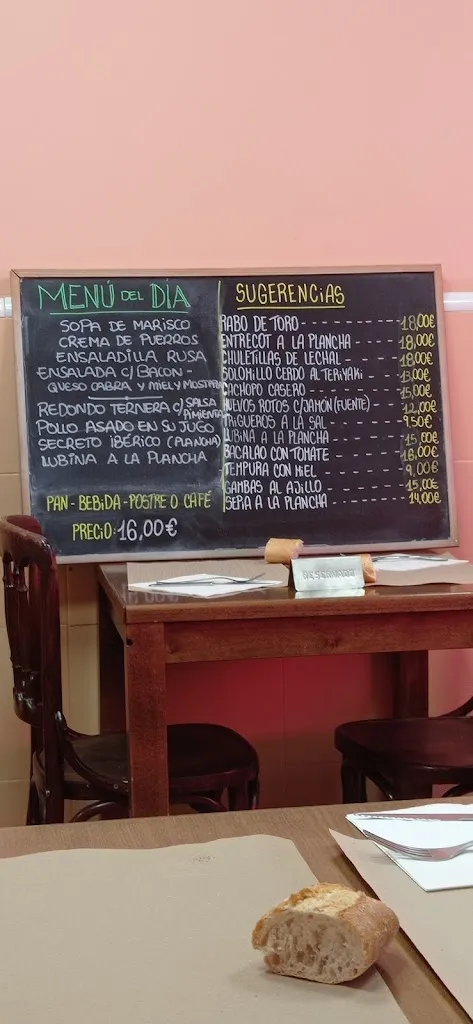 MENÚ DEL DÍA
SOPA DE MARISCO
CREMA DE PUERROS
ENSALADILLA RUSA
ENSALADA C/BACON-
QUESO CABRA Y MIEL Y MOSTAZA
REDONDO TERNERA C/SALSA
PIMIENTA
POLLO ASADO EN SU JUGO
SECRETO IBÉRICO (PLANCHA)
LUBINA A LA PLANCHA
PAN - BEBIDA - POSTRE O CAFÉ
PRECIO: 16,00€
SUGERENCIAS
RABO DE TORO 18,00€
ENTRECOT A LA PLANCHA 18,00€
CHULETILLAS DE LECHAL 18,00€
SOLOMILLO CERDO AL TERIYAKI 13,00€
CACHOPO CASERO 15,00€
HUEVOS ROTOS C/JAMÓN (FUENTE) - 12,00€
TRIGUEROS A LA SAL 9,50€
LUBINA A LA PLANCHA 15,00€
BACALAO CON TOMATE 16,00€
TEMPURA CON MIEL 9,00€
GAMBAS AL AJILLO 15,00€
SEPIA A LA PLANCHA 14,00€
RESERVADO